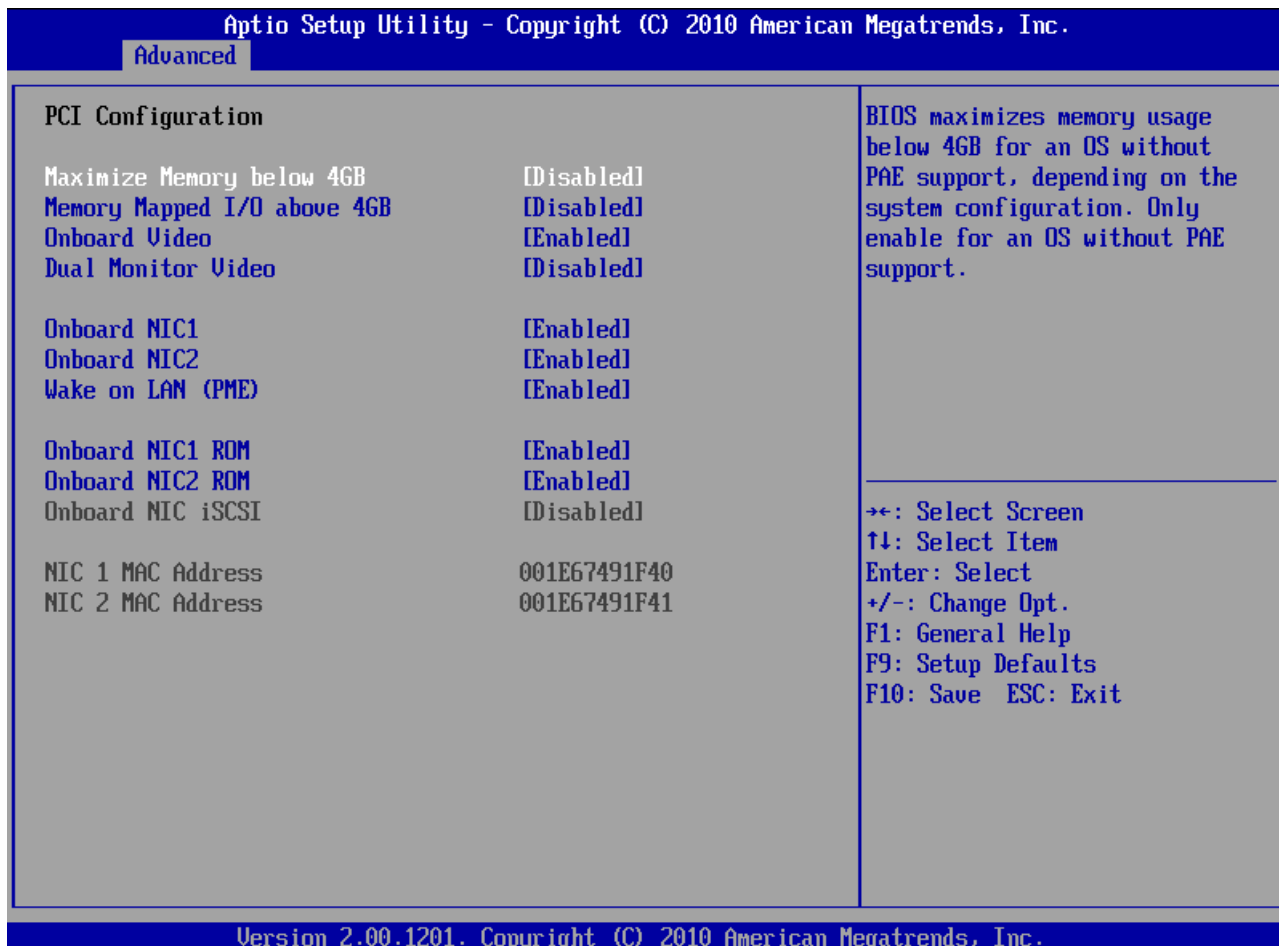 Aptio Setup Utility - Copyright (C) 2010 American Megatrends, Inc.
Advanced
PCI Configuration
Maximize Memory below 4GB [Disabled]
Memory Mapped I/O above 4GB [Disabled]
Onboard Video [Enabled]
Dual Monitor Video [Disabled]
Onboard NIC1 [Enabled]
Onboard NIC2 [Enabled]
Wake on LAN (PME) [Enabled]
Onboard NIC1 ROM [Enabled]
Onboard NIC2 ROM [Enabled]
Onboard NIC iSCSI [Disabled]
NIC 1 MAC Address 001E67491F40
NIC 2 MAC Address 001E67491F41
BIOS maximizes memory usage
below 4GB for an OS without
PAE support, depending on the
system configuration. Only
enable for an OS without PAE
support.
→←: Select Screen
↑↓: Select Item
Enter: Select
+/-: Change Opt.
F1: General Help
F9: Setup Defaults
F10: Save ESC: Exit
Version 2.00.1201. Copyright (C) 2010 American Megatrends, Inc.